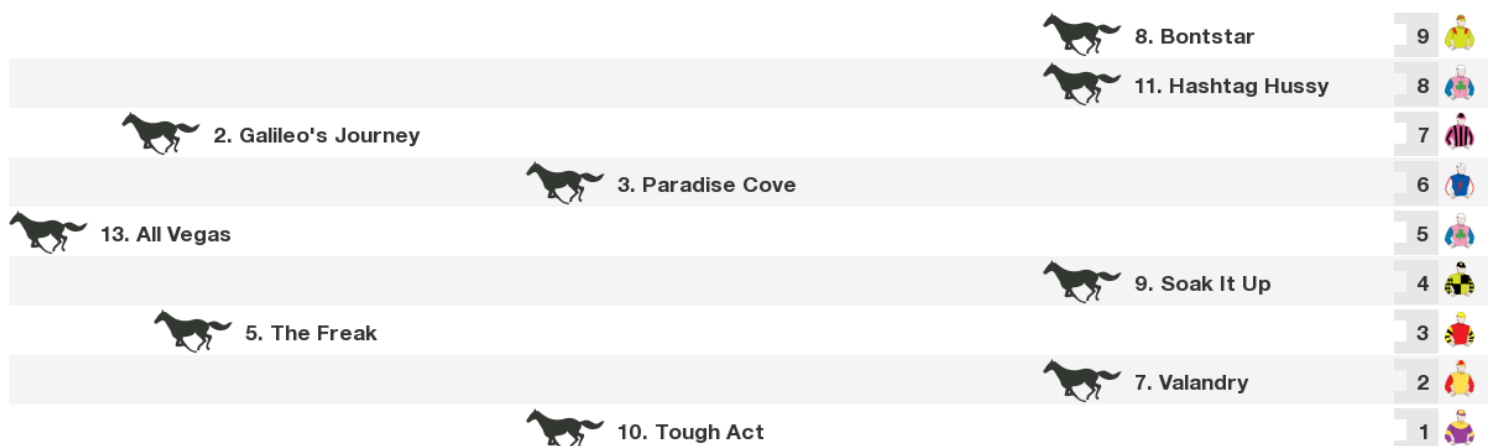 8. Bontstar 9
11. Hashtag Hussy 8
2. Galileo's Journey 7
3. Paradise Cove 6
13. All Vegas 5
9. Soak It Up 4
5. The Freak 3
7. Valandry 2
10. Tough Act 1